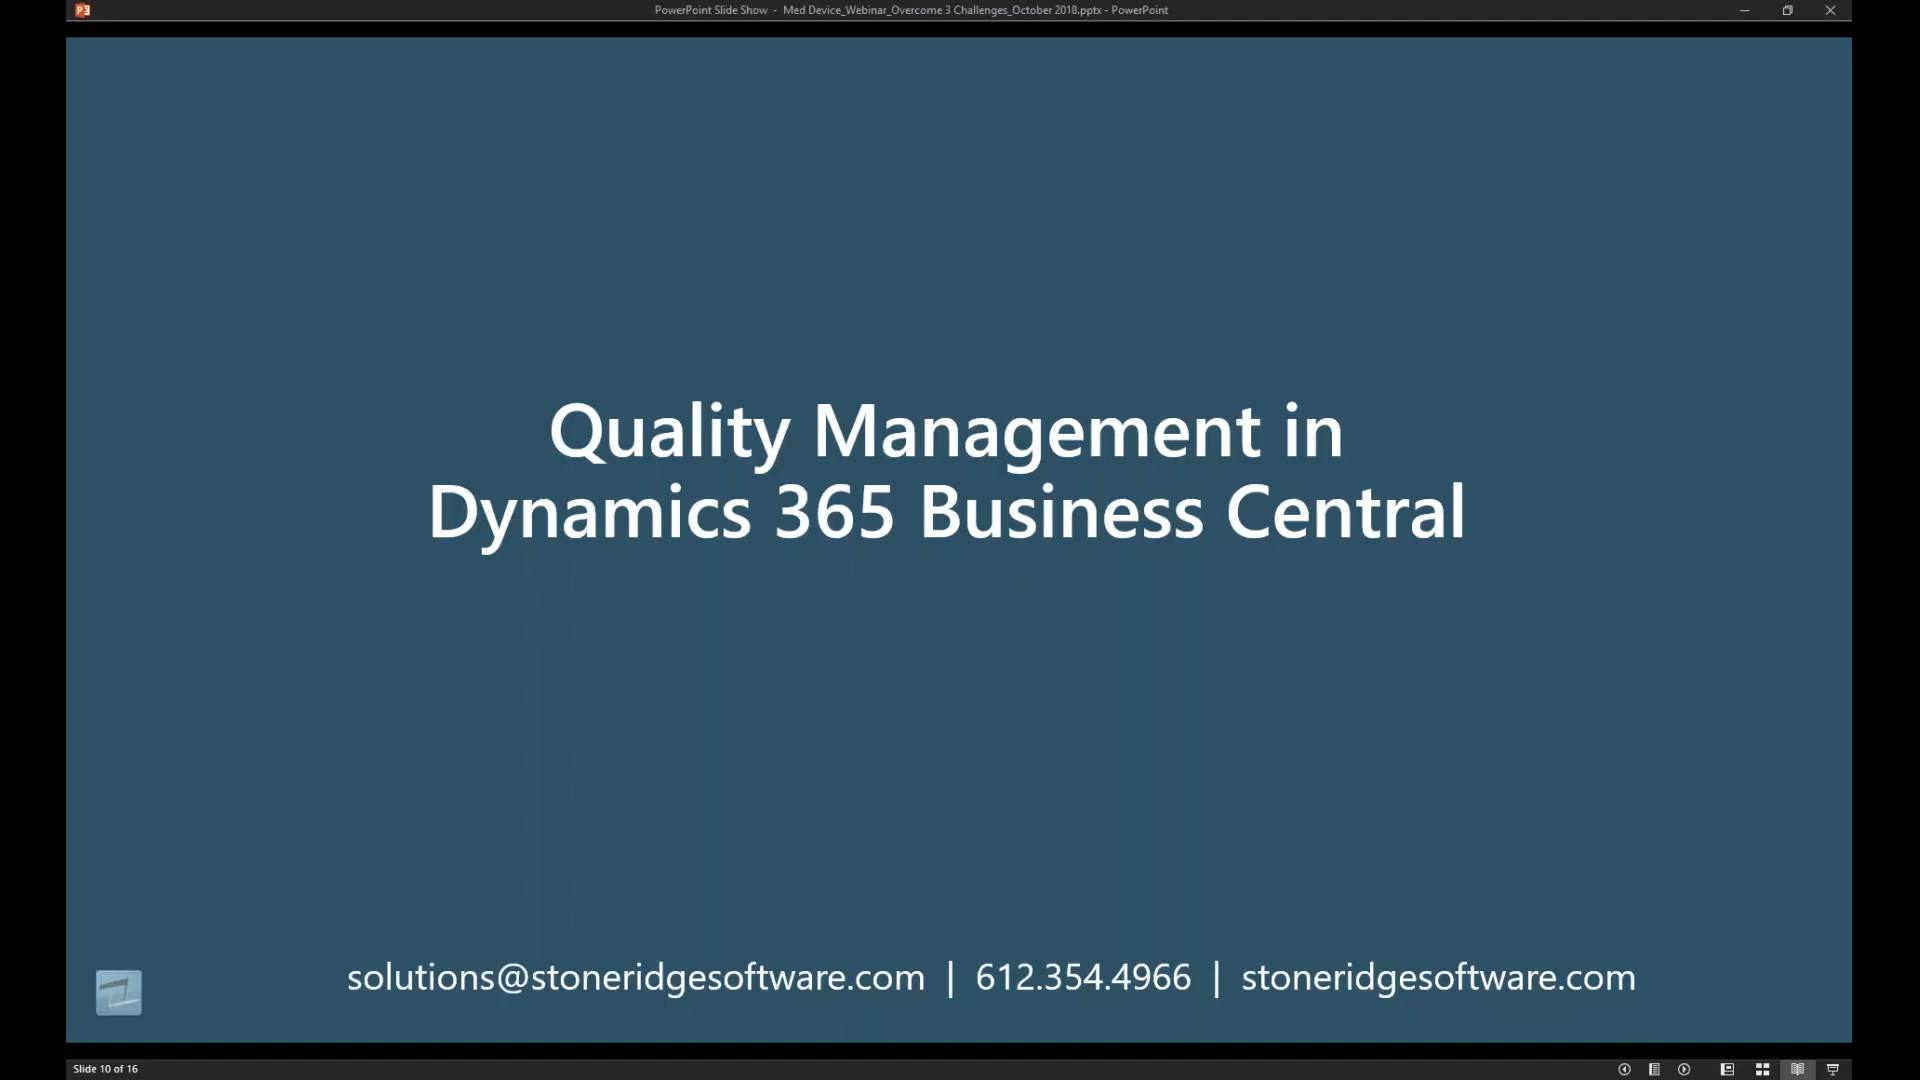 PowerPoint Slide Show - Med Device_Webinar_Overcome 3 Challenges_October 2018.pptx - PowerPoint
Quality Management in
Dynamics 365 Business Central
solutions@stoneridgesoftware.com | 612.354.4966 | stoneridgesoftware.com
Slide 10 of 16